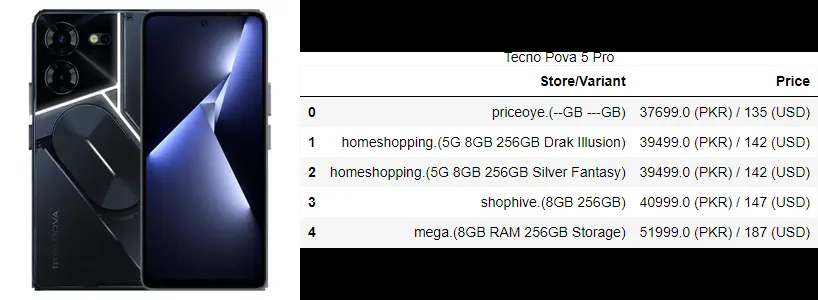 TECNO POVA
Tecno Pova 5 Pro
Store/Variant Price
0 priceoye.(--GB ---GB) 37699.0 (PKR) / 135 (USD)
1 homeshopping.(5G 8GB 256GB Drak Illusion) 39499.0 (PKR) / 142 (USD)
2 homeshopping.(5G 8GB 256GB Silver Fantasy) 39499.0 (PKR) / 142 (USD)
3 shophive.(8GB 256GB) 40999.0 (PKR) / 147 (USD)
4 mega.(8GB RAM 256GB Storage) 51999.0 (PKR) / 187 (USD)